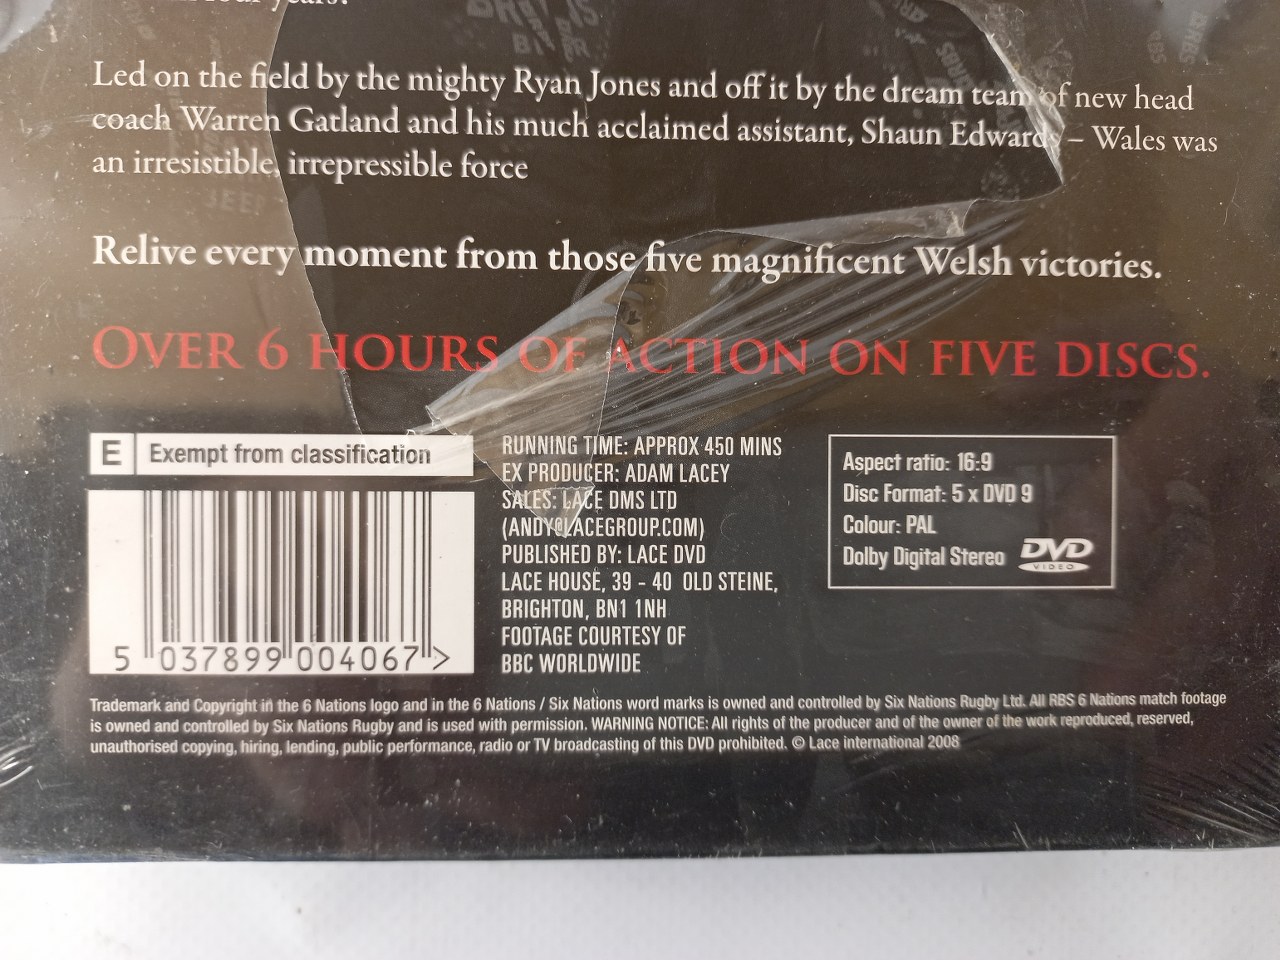 Led on the field by the mighty Ryan Jones and off it by the dream team of new head
coach Warren Gatland and his much acclaimed assistant, Shaun Edwards – Wales was
an irresistible, irrepressible force
Relive every moment from those five magnificent Welsh victories.
OVER 6 HOURS OF ACTION ON FIVE DISCS.
E Exempt from classification
5 037899 004067 >
RUNNING TIME: APPROX 450 MINS
EX PRODUCER: ADAM LACEY
SALES: LACE DMS LTD
(ANDY@LACEGROUP.COM)
PUBLISHED BY: LACE DVD
LACE HOUSE, 39 - 40 OLD STEINE,
BRIGHTON, BN1 1NH
FOOTAGE COURTESY OF
BBC WORLDWIDE
Aspect ratio: 16:9
Disc Format: 5 x DVD 9
Colour: PAL
Dolby Digital Stereo
DVD
VIDEO
Trademark and Copyright in the 6 Nations logo and in the 6 Nations / Six Nations word marks is owned and controlled by Six Nations Rugby Ltd. All RBS 6 Nations match footage
is owned and controlled by Six Nations Rugby and is used with permission. WARNING NOTICE: All rights of the producer and of the owner of the work reproduced, reserved,
unauthorised copying, hiring, lending, public performance, radio or TV broadcasting of this DVD prohibited. © Lace international 2008